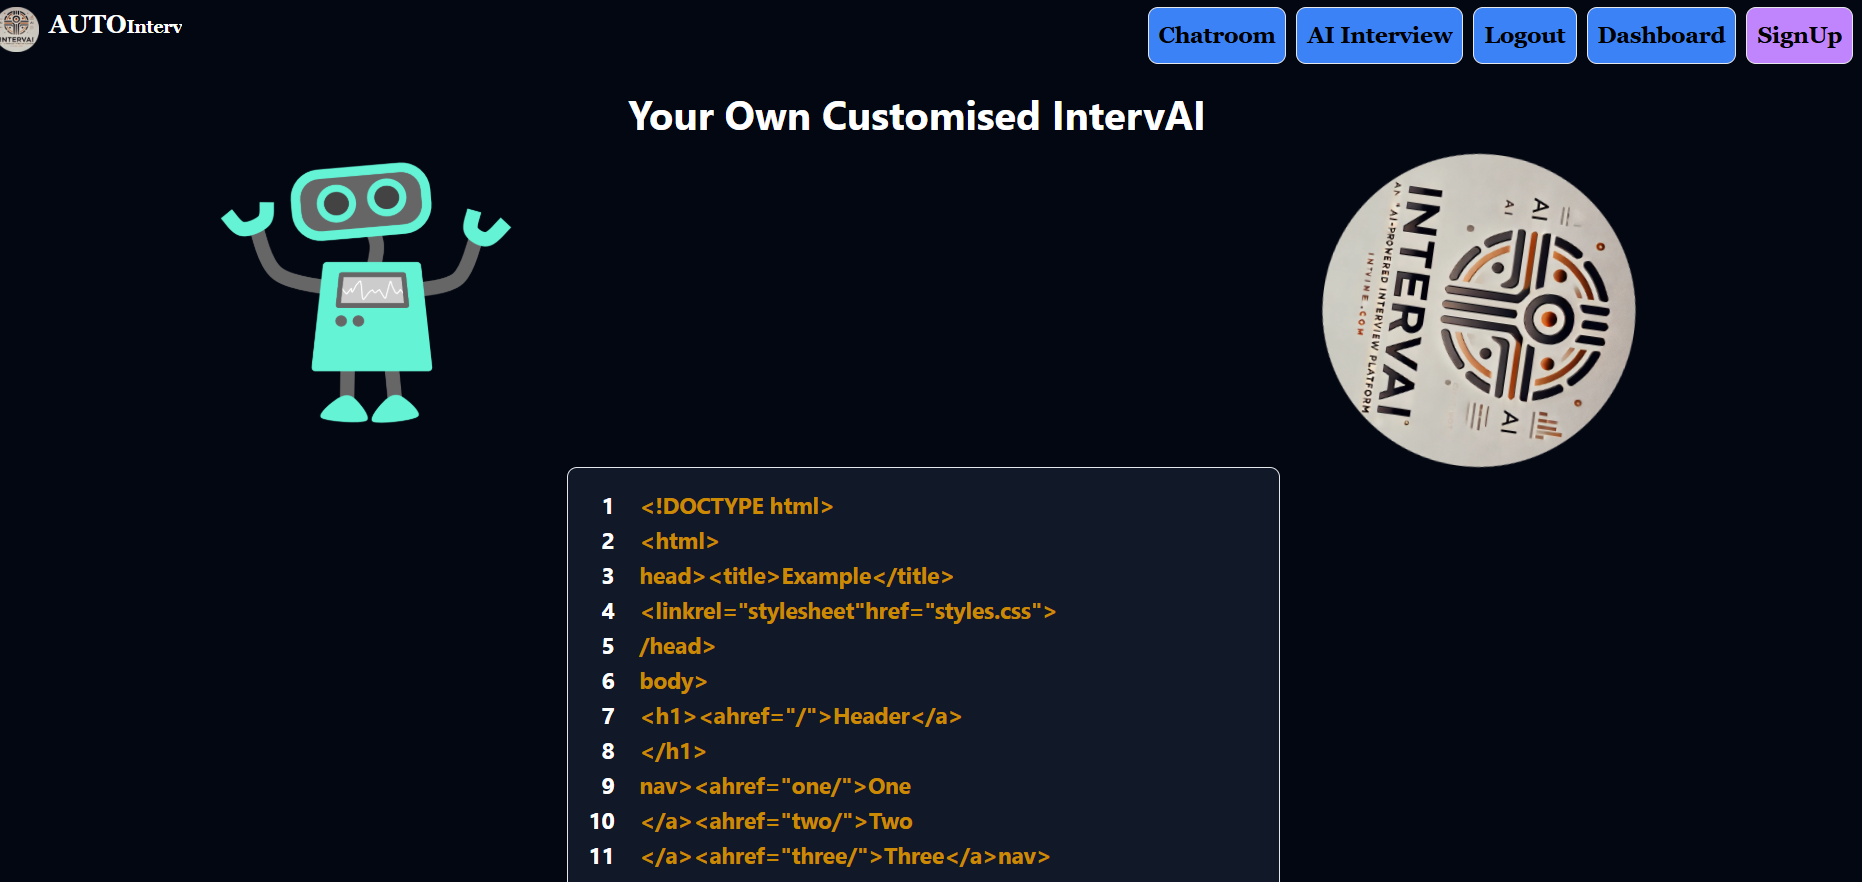 AUTOInterv
Chatroom
AI Interview
Logout
Dashboard
SignUp
Your Own Customised IntervAI
INTERVAI
AI-PROWERED INTERVIEW PLATFORM
AI
AI
AI
INTERVAI
1 <!DOCTYPE html>
2 <html>
3 head><title>Example</title>
4 <linkrel="stylesheet"href="styles.css">
5 /head>
6 body>
7 <h1><ahref="/">Header</a>
8 </h1>
9 nav><ahref="one/">One
10 </a><ahref="two/">Two
11 </a><ahref="three/">Three</a>nav>